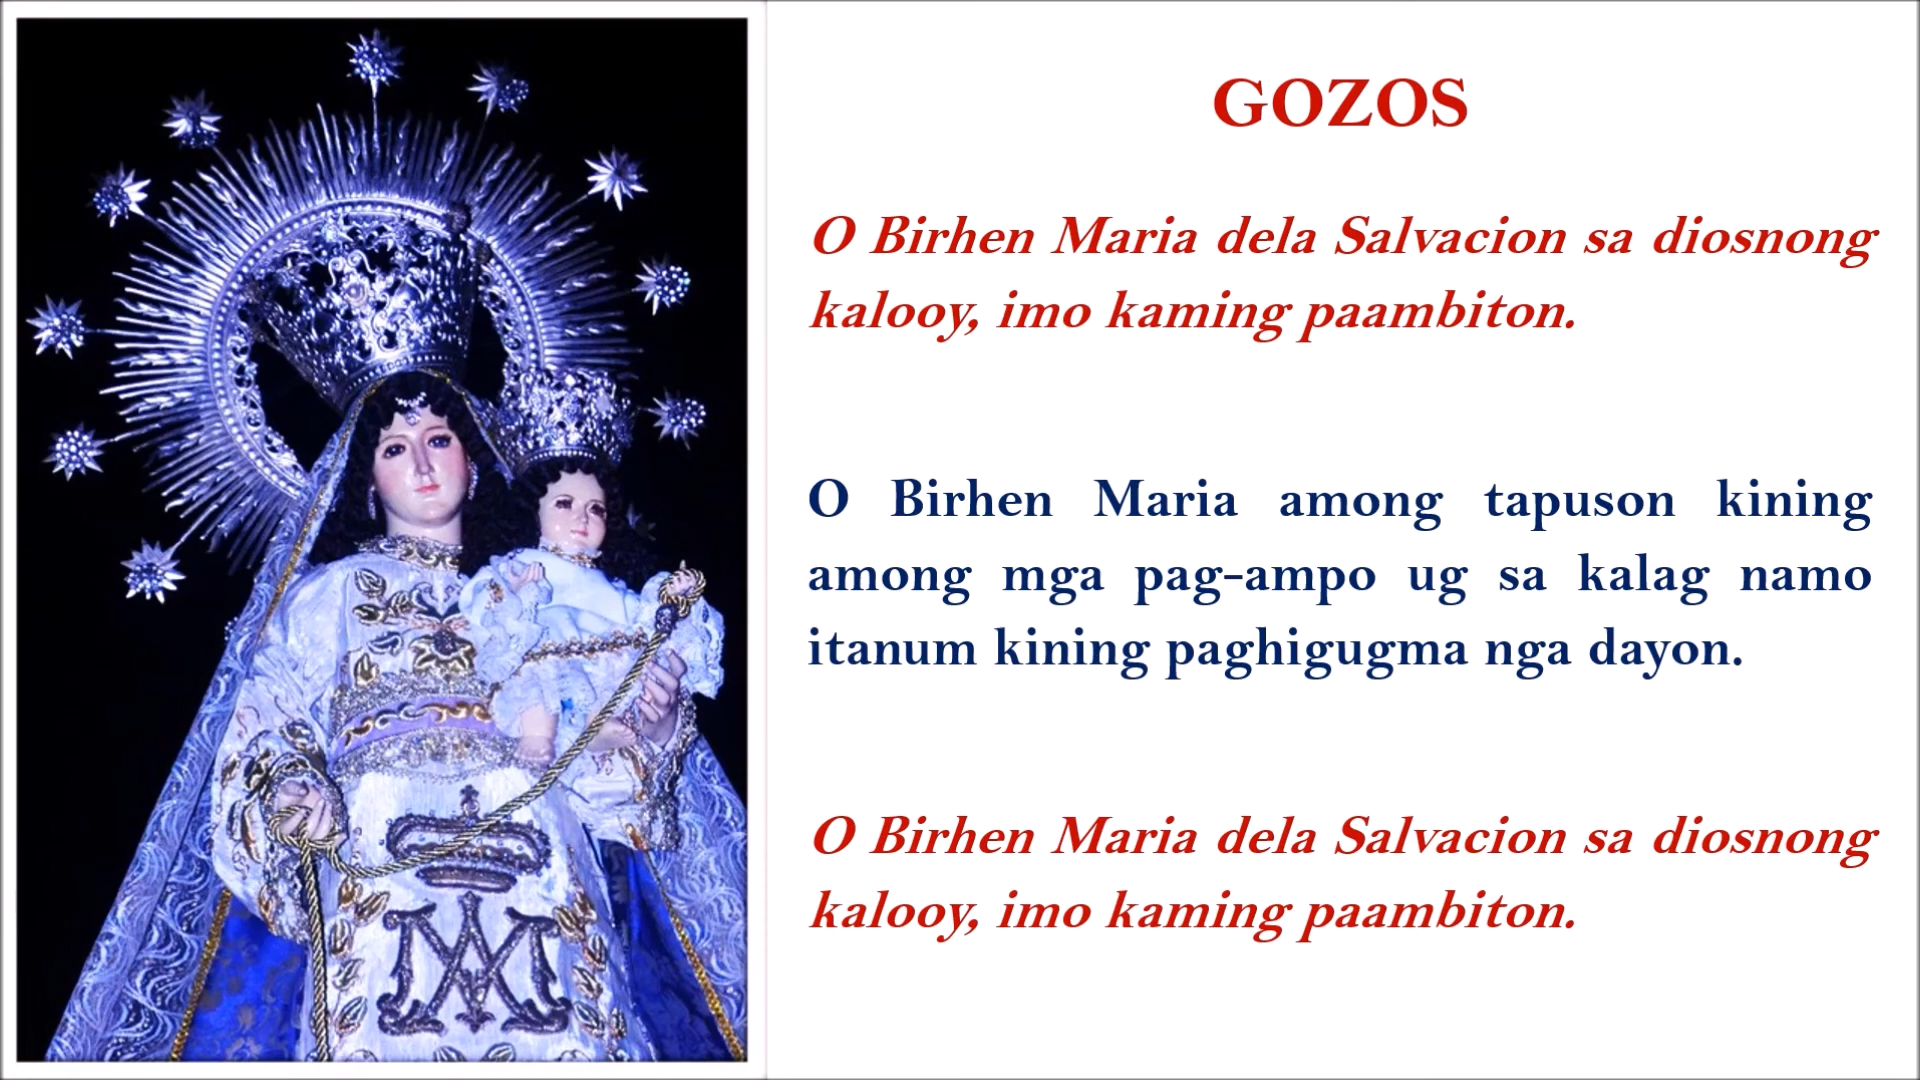 GOZOS
O Birhen Maria dela Salvacion sa diosnong
kalooy, imo kaming paambiton.
O Birhen Maria among tapuson kining
among mga pag-ampo ug sa kalag namo
itanum kining paghigugma nga dayon.
O Birhen Maria dela Salvacion sa diosnong
kalooy, imo kaming paambiton.